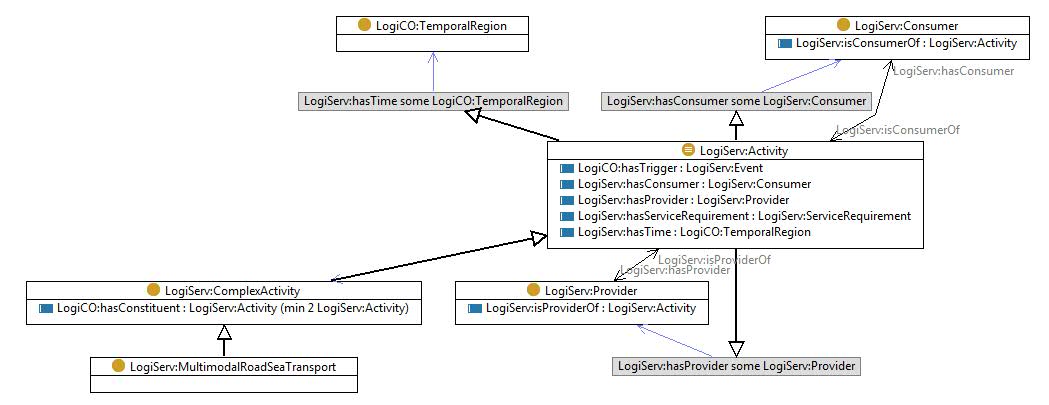 LogiCO:TemporalRegion
LogiServ:Consumer
LogiServ:isConsumerOf : LogiServ:Activity
LogiServ:hasConsumer
LogiServ:hasTime some LogiCO:TemporalRegion
LogiServ:hasConsumer some LogiServ:Consumer
LogiServ:isConsumerOf
LogiServ:Activity
LogiCO:hasTrigger : LogiServ:Event
LogiServ:hasConsumer : LogiServ:Consumer
LogiServ:hasProvider : LogiServ:Provider
LogiServ:hasServiceRequirement : LogiServ:ServiceRequirement
LogiServ:hasTime : LogiCO:TemporalRegion
LogiServ:isProviderOf
LogiServ:hasProvider
LogiServ:ComplexActivity
LogiCO:hasConstituent : LogiServ:Activity (min 2 LogiServ:Activity)
LogiServ:Provider
LogiServ:isProviderOf : LogiServ:Activity
LogiServ:MultimodalRoadSeaTransport
LogiServ:hasProvider some LogiServ:Provider